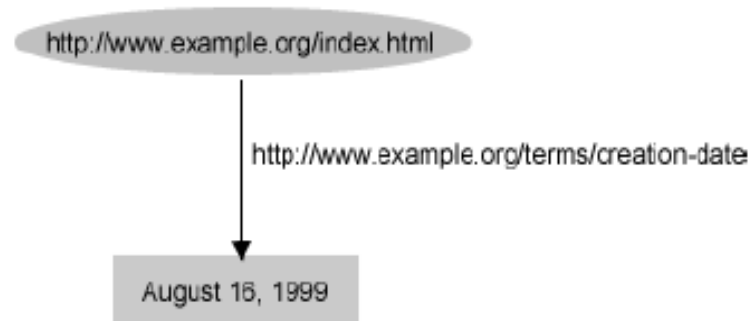 http://www.example.org/index.html
http://www.example.org/terms/creation-date
August 16, 1999